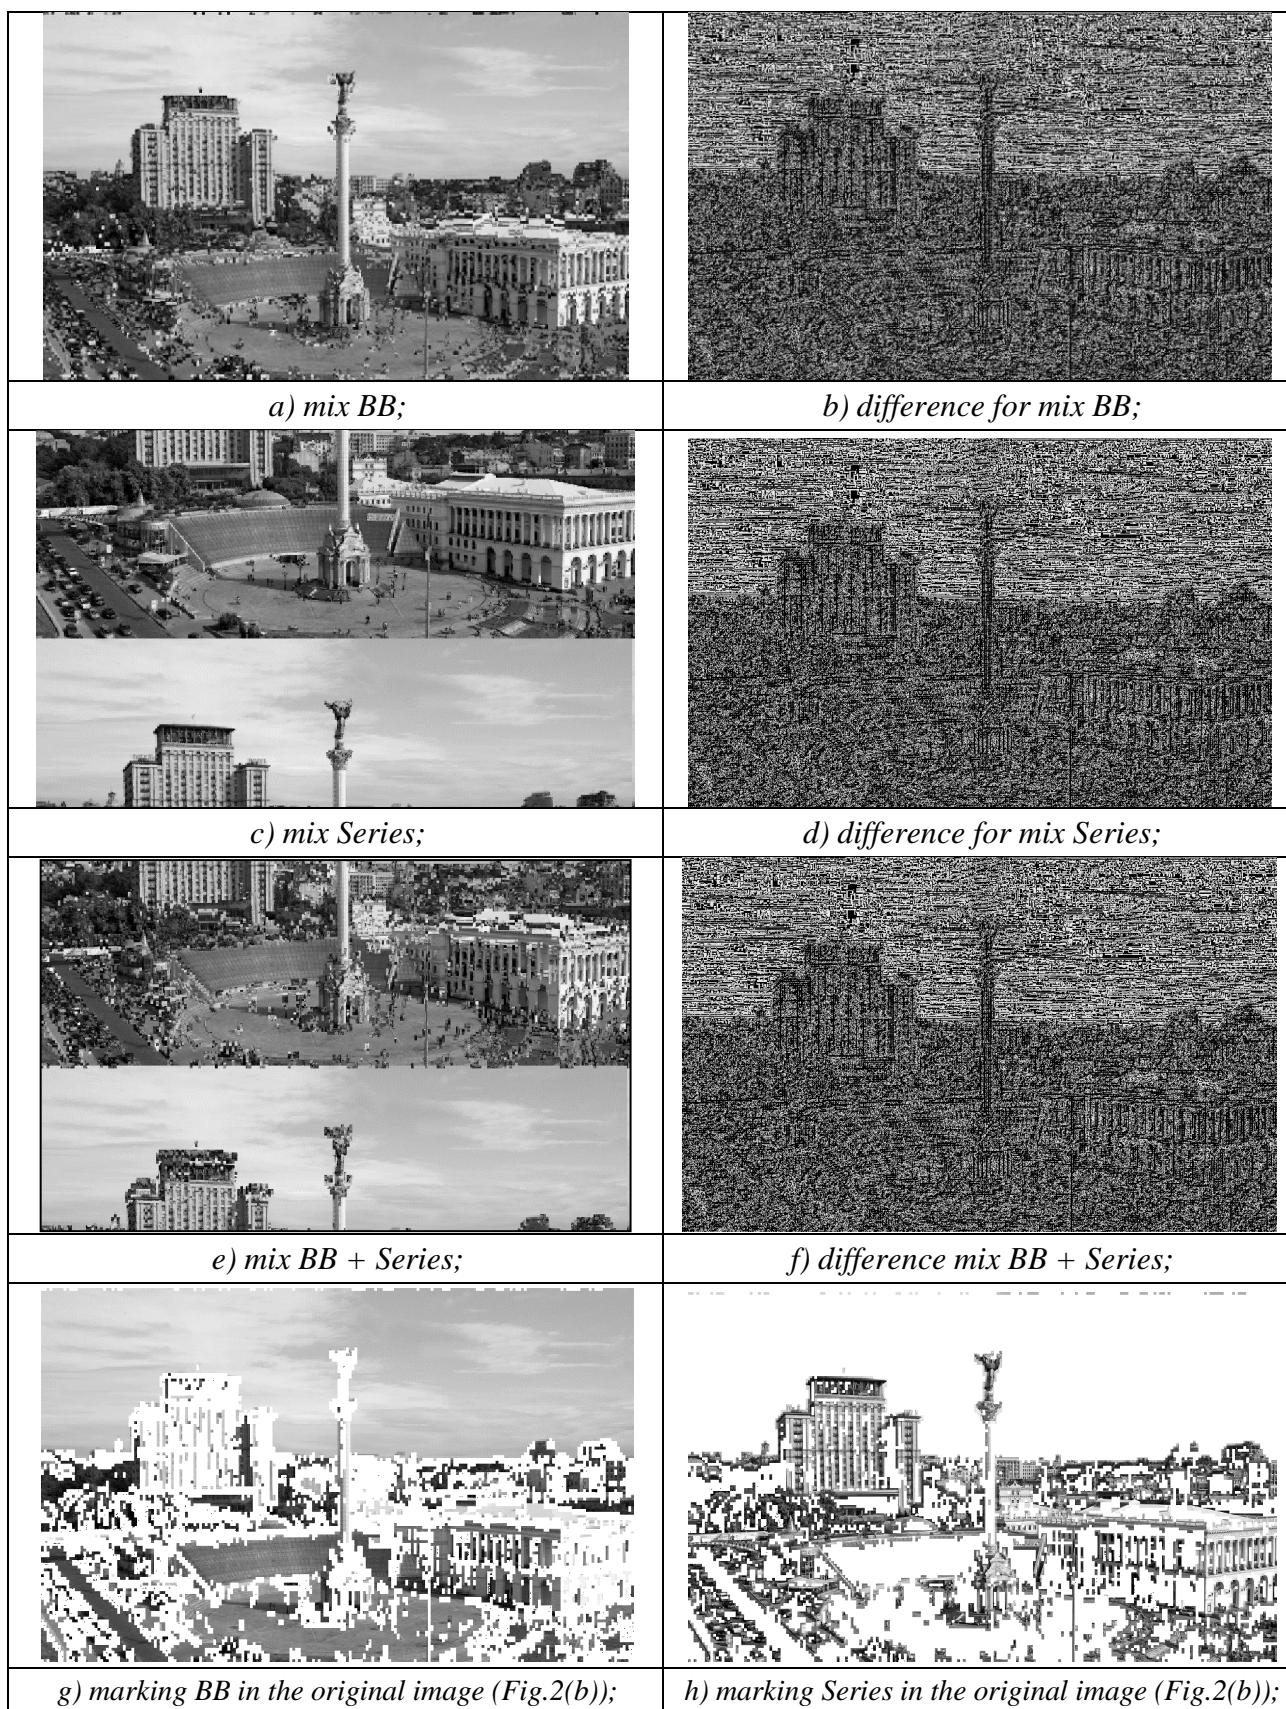 a) mix BB;
b) difference for mix BB;
c) mix Series;
d) difference for mix Series;
e) mix BB + Series;
f) difference mix BB + Series;
g) marking BB in the original image (Fig.2(b));
h) marking Series in the original image (Fig.2(b));